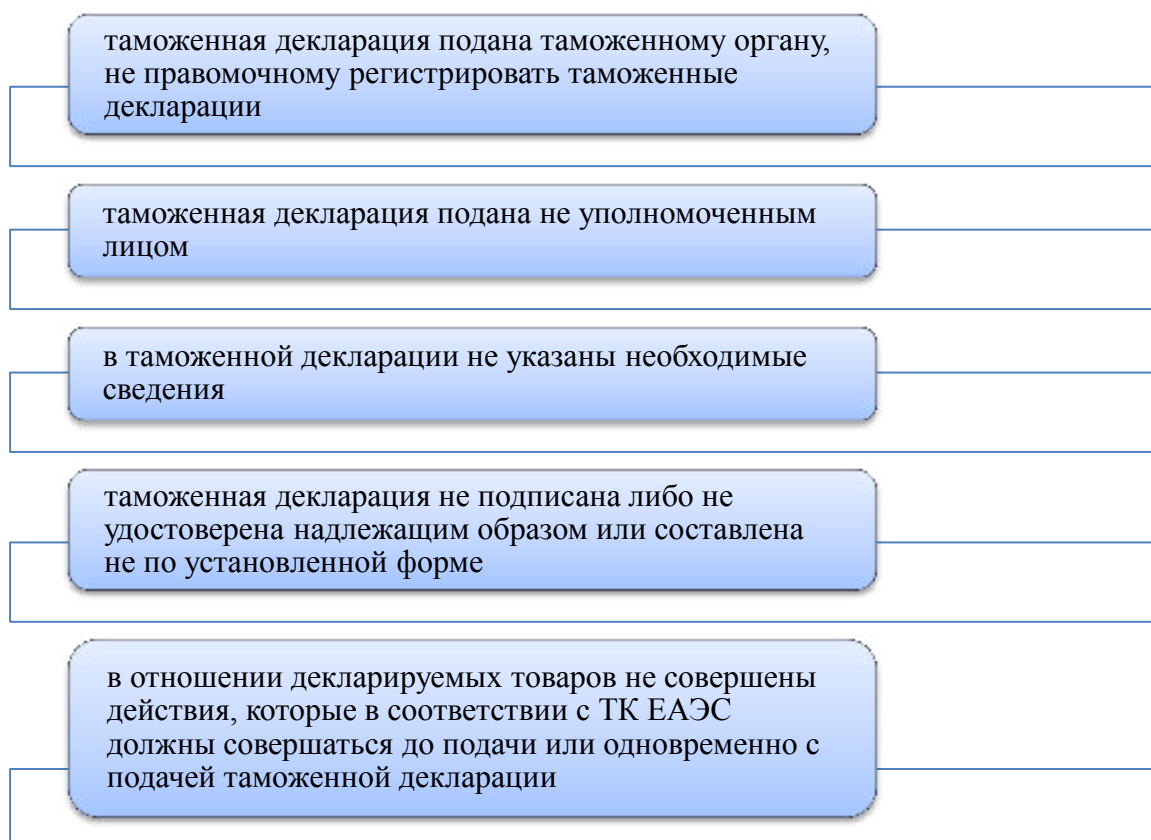 таможенная декларация подана таможенному органу,
не правомочному регистрировать таможенные
декларации
таможенная декларация подана не уполномоченным
лицом
в таможенной декларации не указаны необходимые
сведения
таможенная декларация не подписана либо не
удостоверена надлежащим образом или составлена
не по установленной форме
в отношении декларируемых товаров не совершены
действия, которые в соответствии с ТК ЕАЭС
должны совершаться до подачи или одновременно с
подачей таможенной декларации